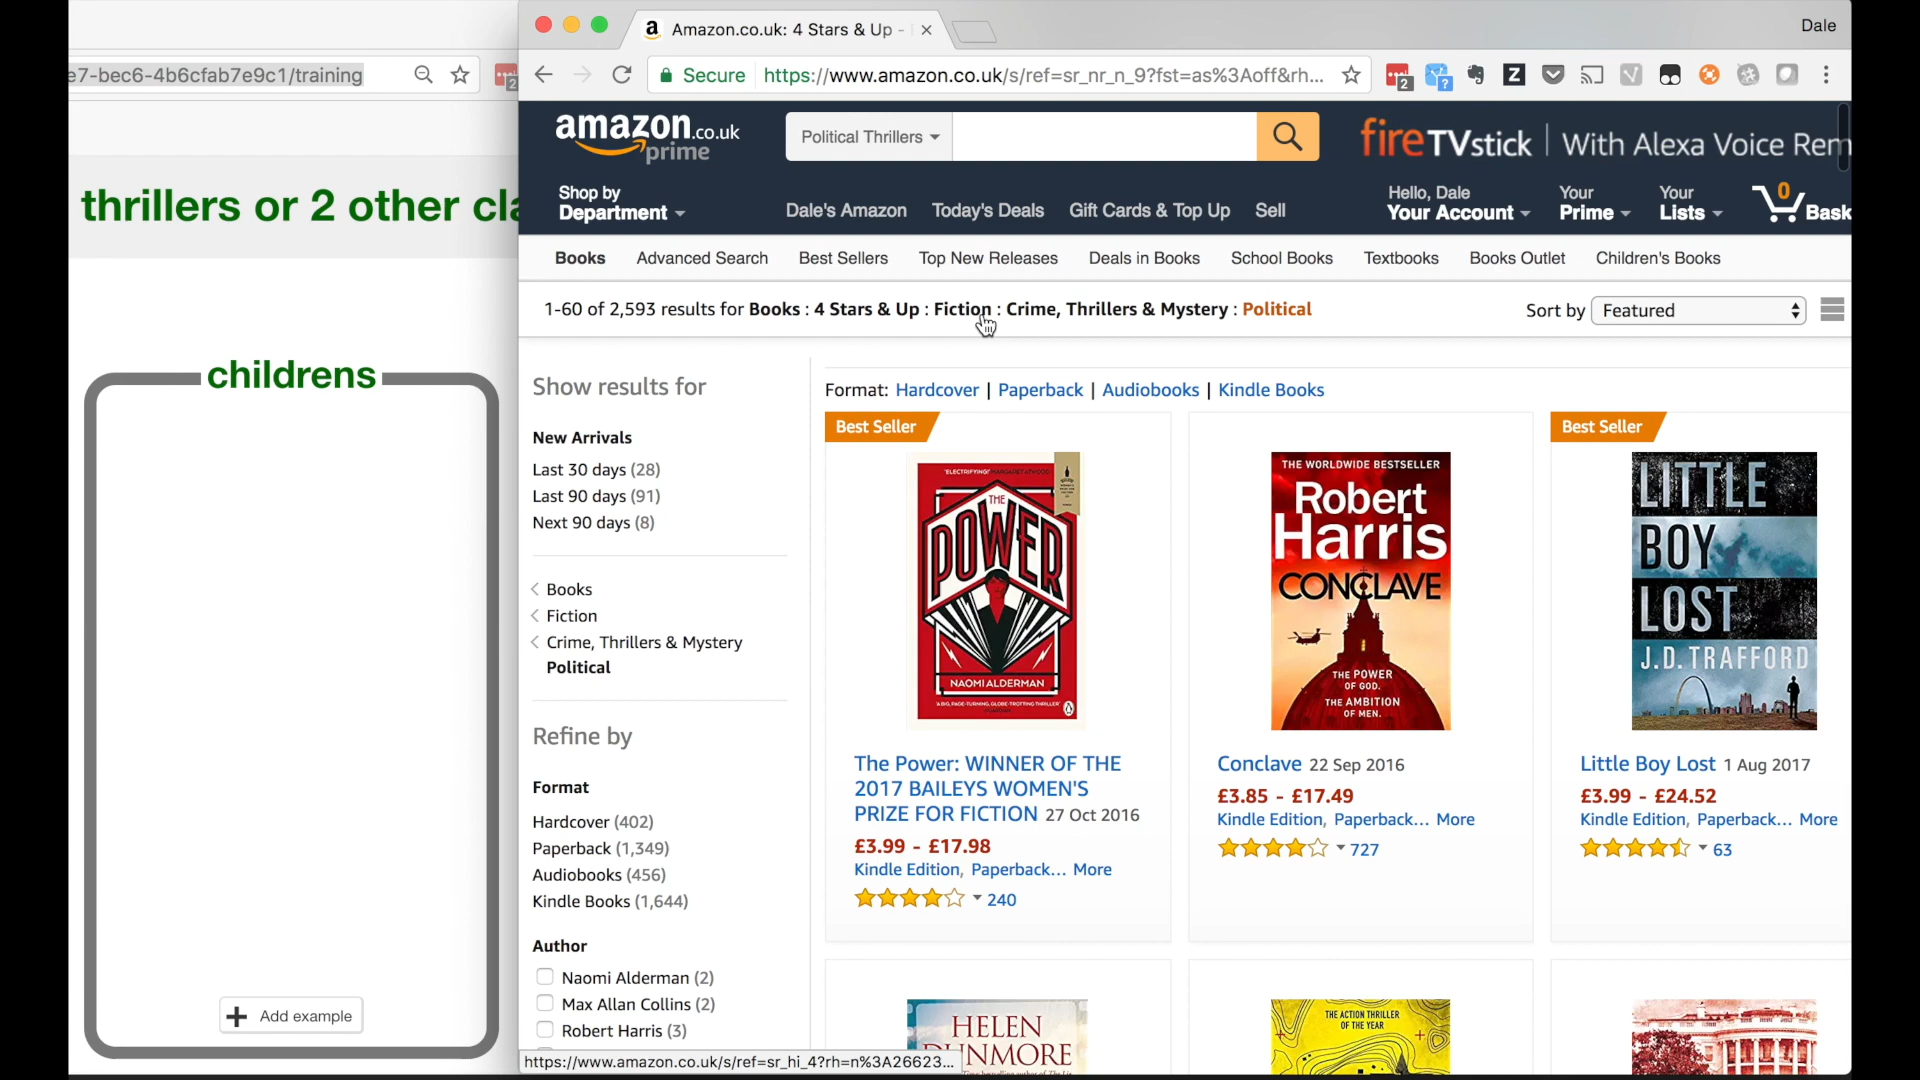 e7-bec6-4b6cfab7e9c1/training
2
thrillers or 2 other cla
childrens
Add example
a Amazon.co.uk: 4 Stars & Up -
Dale
Secure https://www.amazon.co.uk/s/ref=sr_nr_n_9?fst=as%3Aoff&rh...
2
?
Z
amazon.co.uk
prime
Political Thrillers
fireTVstick | With Alexa Voice Rem
Shop by
Department
Dale's Amazon Today's Deals Gift Cards & Top Up Sell
Hello, Dale
Your Account
Your
Prime
Your
Lists
0
Bask
Books Advanced Search Best Sellers Top New Releases Deals in Books School Books Textbooks Books Outlet Children's Books
1-60 of 2,593 results for Books : 4 Stars & Up : Fiction : Crime, Thrillers & Mystery : Political
Sort by Featured
Show results for
New Arrivals
Last 30 days (28)
Last 90 days (91)
Next 90 days (8)
Books
Fiction
Crime, Thrillers & Mystery
Political
Refine by
Format
Hardcover (402)
Paperback (1,349)
Audiobooks (456)
Kindle Books (1,644)
Author
Naomi Alderman (2)
Max Allan Collins (2)
Robert Harris (3)
https://www.amazon.co.uk/s/ref=sr_hi_4?rh=n%3A26623...
Format: Hardcover | Paperback | Audiobooks | Kindle Books
Best Seller
'ELECTRIFYING' MARGARET ATWOOD
THE
POWER
NAOMI ALDERMAN
'A BIG, PAGE-TURNING, GLOBE-TROTTING THRILLER'
The Power: WINNER OF THE
2017 BAILEYS WOMEN'S
PRIZE FOR FICTION 27 Oct 2016
£3.99 - £17.98
Kindle Edition, Paperback... More
240
THE WORLDWIDE BESTSELLER
Robert
Harris
CONCLAVE
THE POWER
OF GOD.
THE AMBITION
OF MEN.
Conclave 22 Sep 2016
£3.85 - £17.49
Kindle Edition, Paperback... More
727
Best Seller
LITTLE
BOY
LOST
J.D. TRAFFORD
Little Boy Lost 1 Aug 2017
£3.99 - £24.52
Kindle Edition, Paperback... More
63
HELEN
DUNMORE
THE ACTION THRILLER
OF THE YEAR